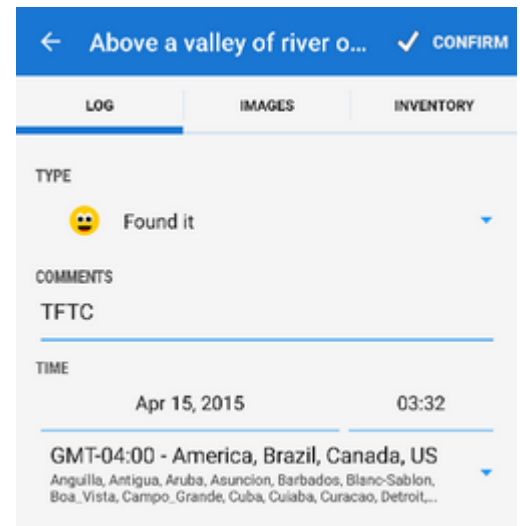 Above a valley of river o... CONFIRM
LOG IMAGES INVENTORY
TYPE
Found it
COMMENTS
TFTC
TIME
Apr 15, 2015 03:32
GMT-04:00 - America, Brazil, Canada, US
Anguilla, Antigua, Aruba, Asuncion, Barbados, Blanc-Sablon,
Boa_Vista, Campo_Grande, Cuba, Cuiaba, Curacao, Detroit,...